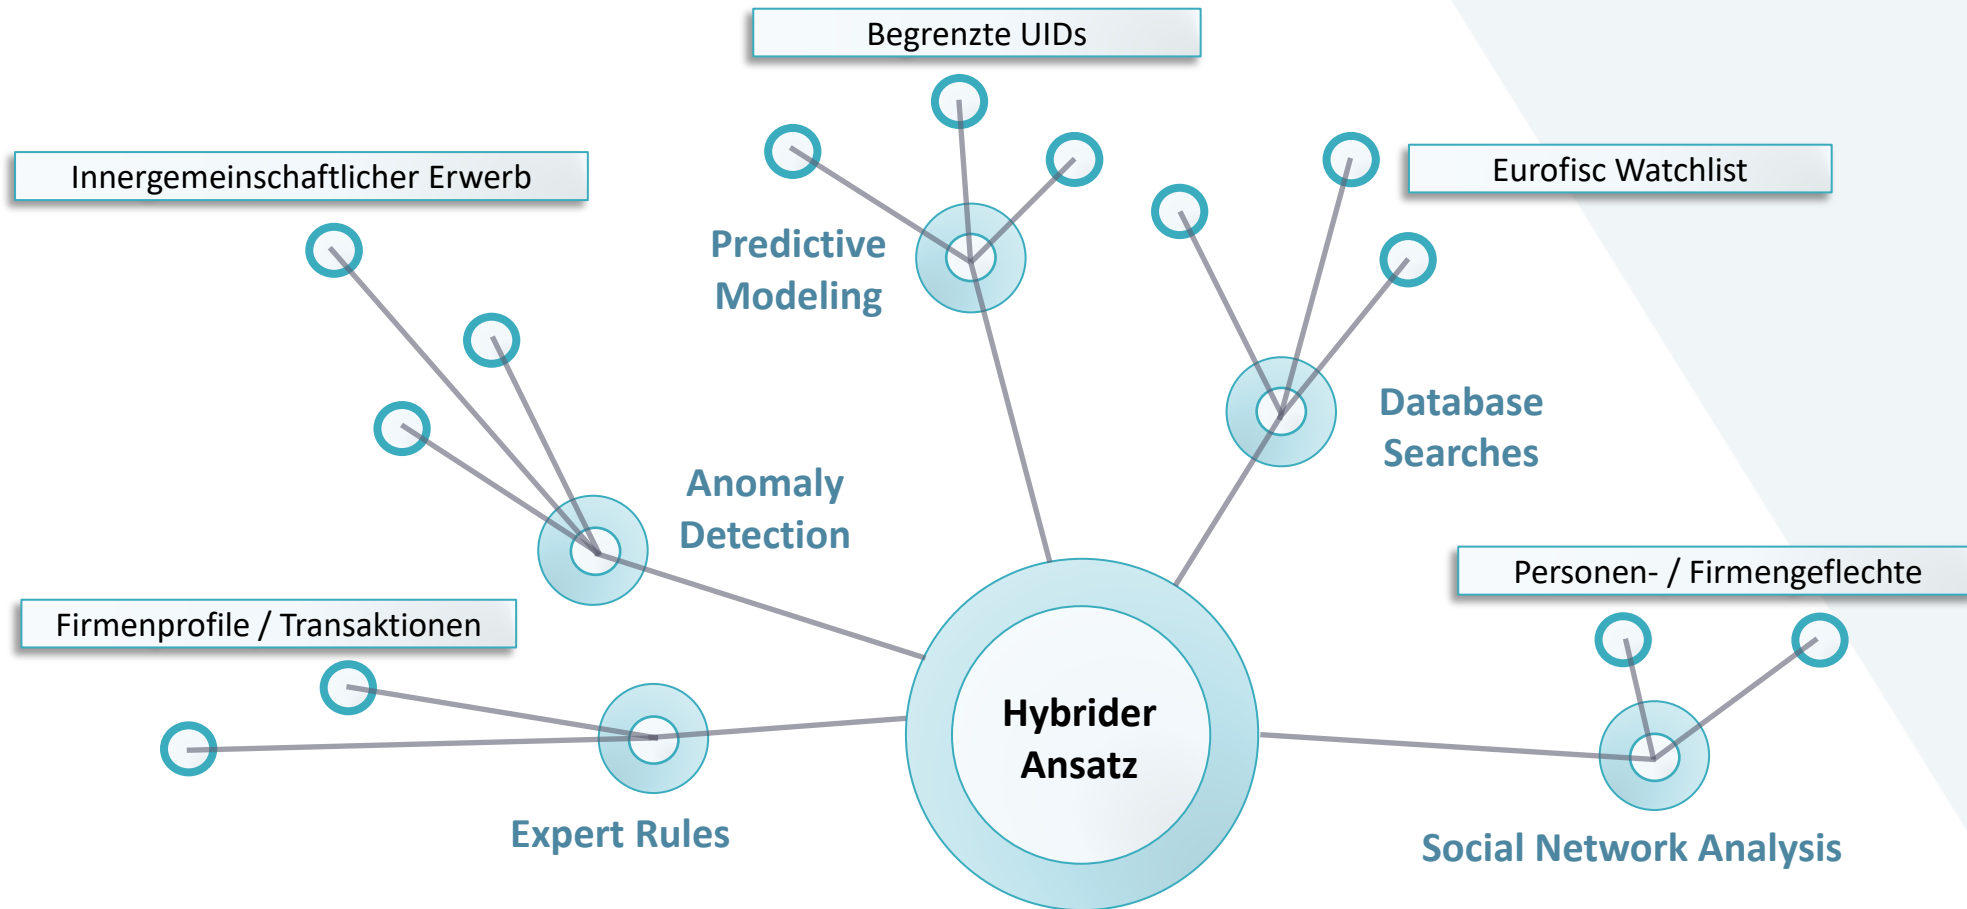 Begrenzte UIDs
Innergemeinschaftlicher Erwerb
Eurofisc Watchlist
Predictive
Modeling
Database
Searches
Anomaly
Detection
Personen- / Firmengeflechte
Firmenprofile / Transaktionen
Hybrider
Ansatz
Expert Rules
Social Network Analysis